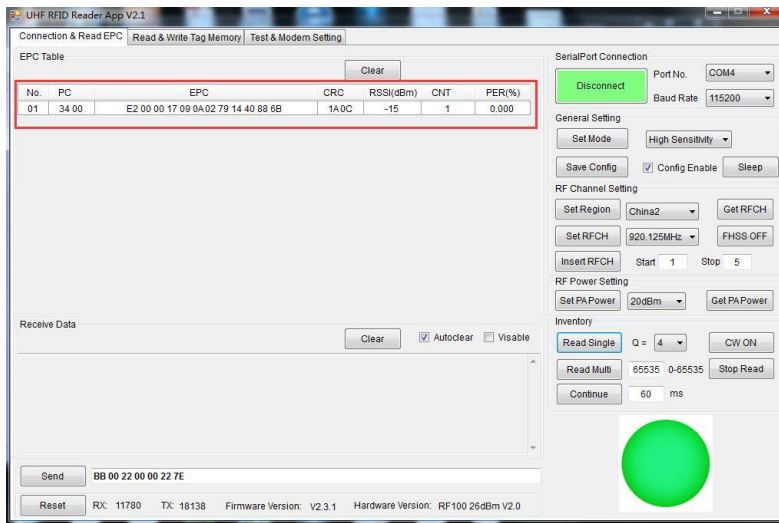 UHF RFID Reader App V2.1
Connection & Read EPC Read & Write Tag Memory Test & Modem Setting
EPC Table
Clear
No. PC EPC CRC RSSI(dBm) CNT PER(%)
01 34 00 E2 00 00 17 09 0A 02 79 14 40 88 6B 1A 0C -15 1 0.000
Receive Data
Clear Autoclear Visable
Send BB 00 22 00 00 22 7E
Reset RX: 11780 TX: 18138 Firmware Version: V2.3.1 Hardware Version: RF100 26dBm V2.0
SerialPort Connection
Disconnect Port No. COM4
Baud Rate 115200
General Setting
Set Mode High Sensitivity
Save Config Config Enable Sleep
RF Channel Setting
Set Region China2 Get RFCH
Set RFCH 920.125MHz FHSS OFF
Insert RFCH Start 1 Stop 5
RF Power Setting
Set PA Power 20dBm Get PA Power
Inventory
Read Single Q = 4 CW ON
Read Multi 65535 0-65535 Stop Read
Continue 60 ms